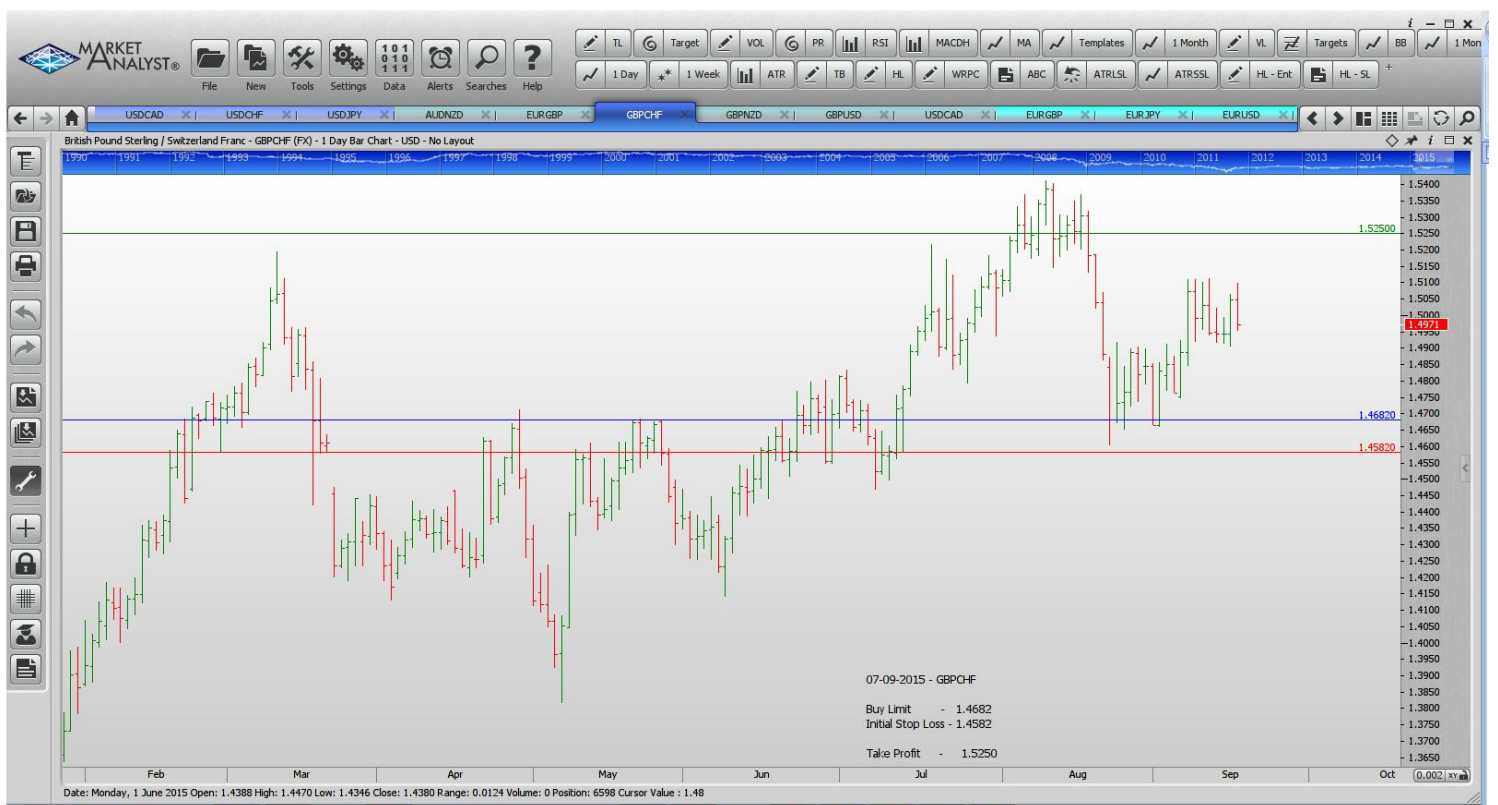 i
MARKET
ANALYST®
File
New
Tools
Settings
101
010
111
Data
Alerts
Searches
?
Help
TL
Target
VOL
PR
RSI
MACDH
MA
Templates
1 Month
VL
Targets
BB
1 Mon
1 Day
1 Week
ATR
TB
HL
WRPC
ABC
ATRLSL
ATRSSL
HL - Ent
HL - SL
USDCAD
USDCHF
USDJPY
AUDNZD
EURGBP
GBPCHF
GBPNZD
GBPUSD
USDCAD
EURGBP
EURJPY
EURUSD
British Pound Sterling / Switzerland Franc - GBPCHF (FX) - 1 Day Bar Chart - USD - No Layout
i
1990 1991 1992 1993 1994 1995 1996 1997 1998 1999 2000 2001 2002 2003 2004 2005 2006 2007 2008 2009 2010 2011 2012 2013 2014 2015
1.5400
1.5350
1.5300
1.52500
1.5250
1.5200
1.5150
1.5100
1.5050
1.5000
1.4971
1.4950
1.4900
1.4850
1.4800
1.4750
1.46820
1.4700
1.4650
1.45820
1.4600
1.4550
1.4500
1.4450
1.4400
1.4350
1.4300
1.4250
1.4200
1.4150
1.4100
1.4050
1.4000
1.3950
1.3900
1.3850
1.3800
1.3750
1.3700
1.3650
07-09-2015 - GBPCHF
Buy Limit - 1.4682
Initial Stop Loss - 1.4582
Take Profit - 1.5250
Feb Mar Apr May Jun Jul Aug Sep Oct
0.002 XY
Date: Monday, 1 June 2015 Open: 1.4388 High: 1.4470 Low: 1.4346 Close: 1.4380 Range: 0.0124 Volume: 0 Position: 6598 Cursor Value : 1.48